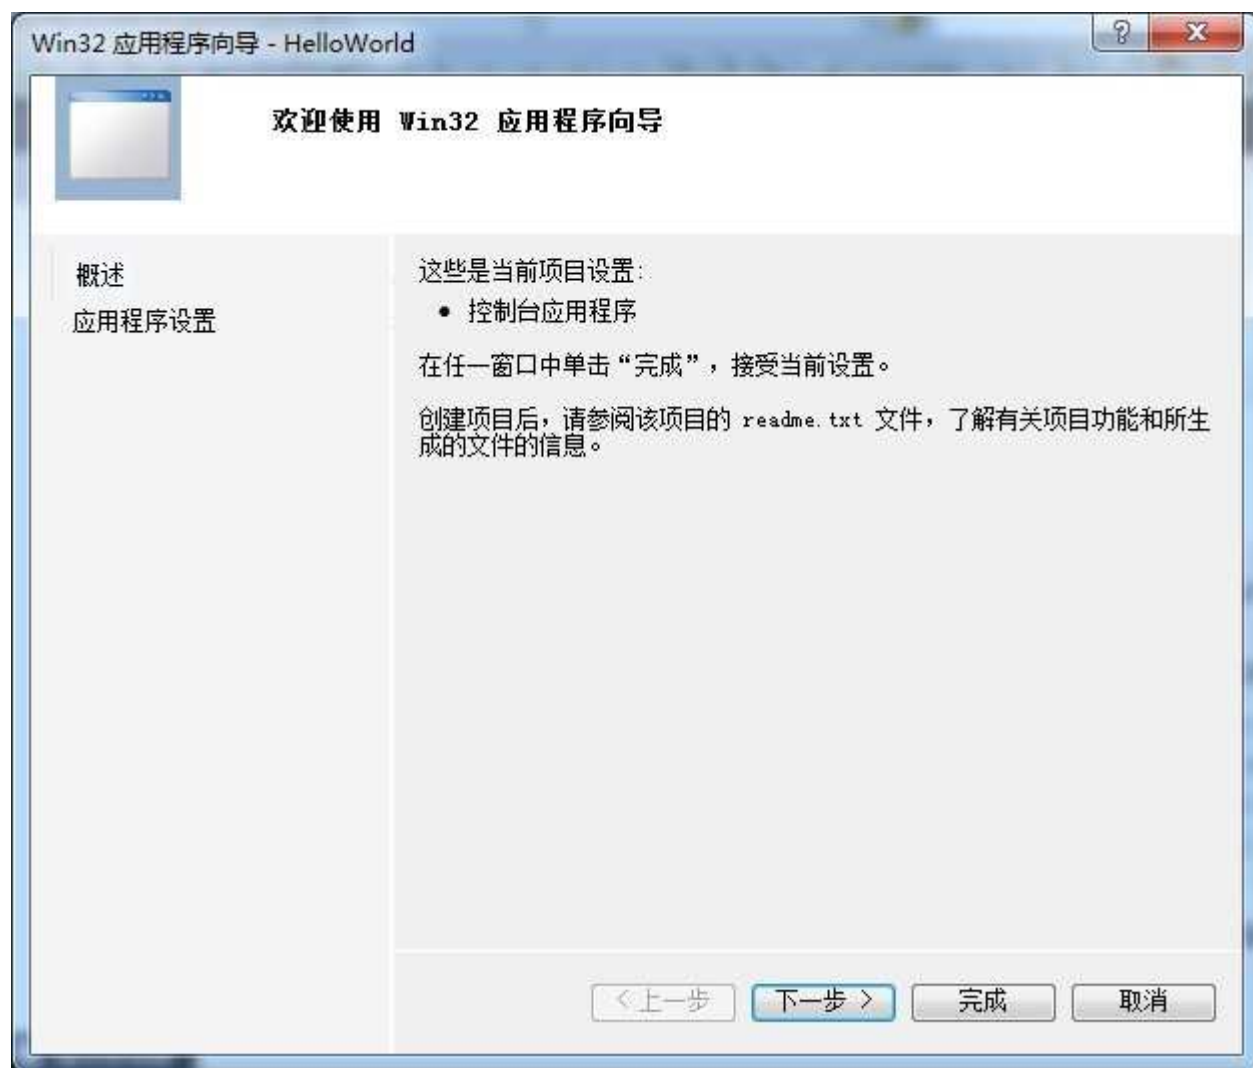 Win32 应用程序向导 - HelloWorld
欢迎使用 Win32 应用程序向导
概述
应用程序设置
这些是当前项目设置:
• 控制台应用程序
在任一窗口中单击“完成”，接受当前设置。
创建项目后，请参阅该项目的 readme.txt 文件，了解有关项目功能和所生
成的文件的信息。
< 上一步
下一步 >
完成
取消